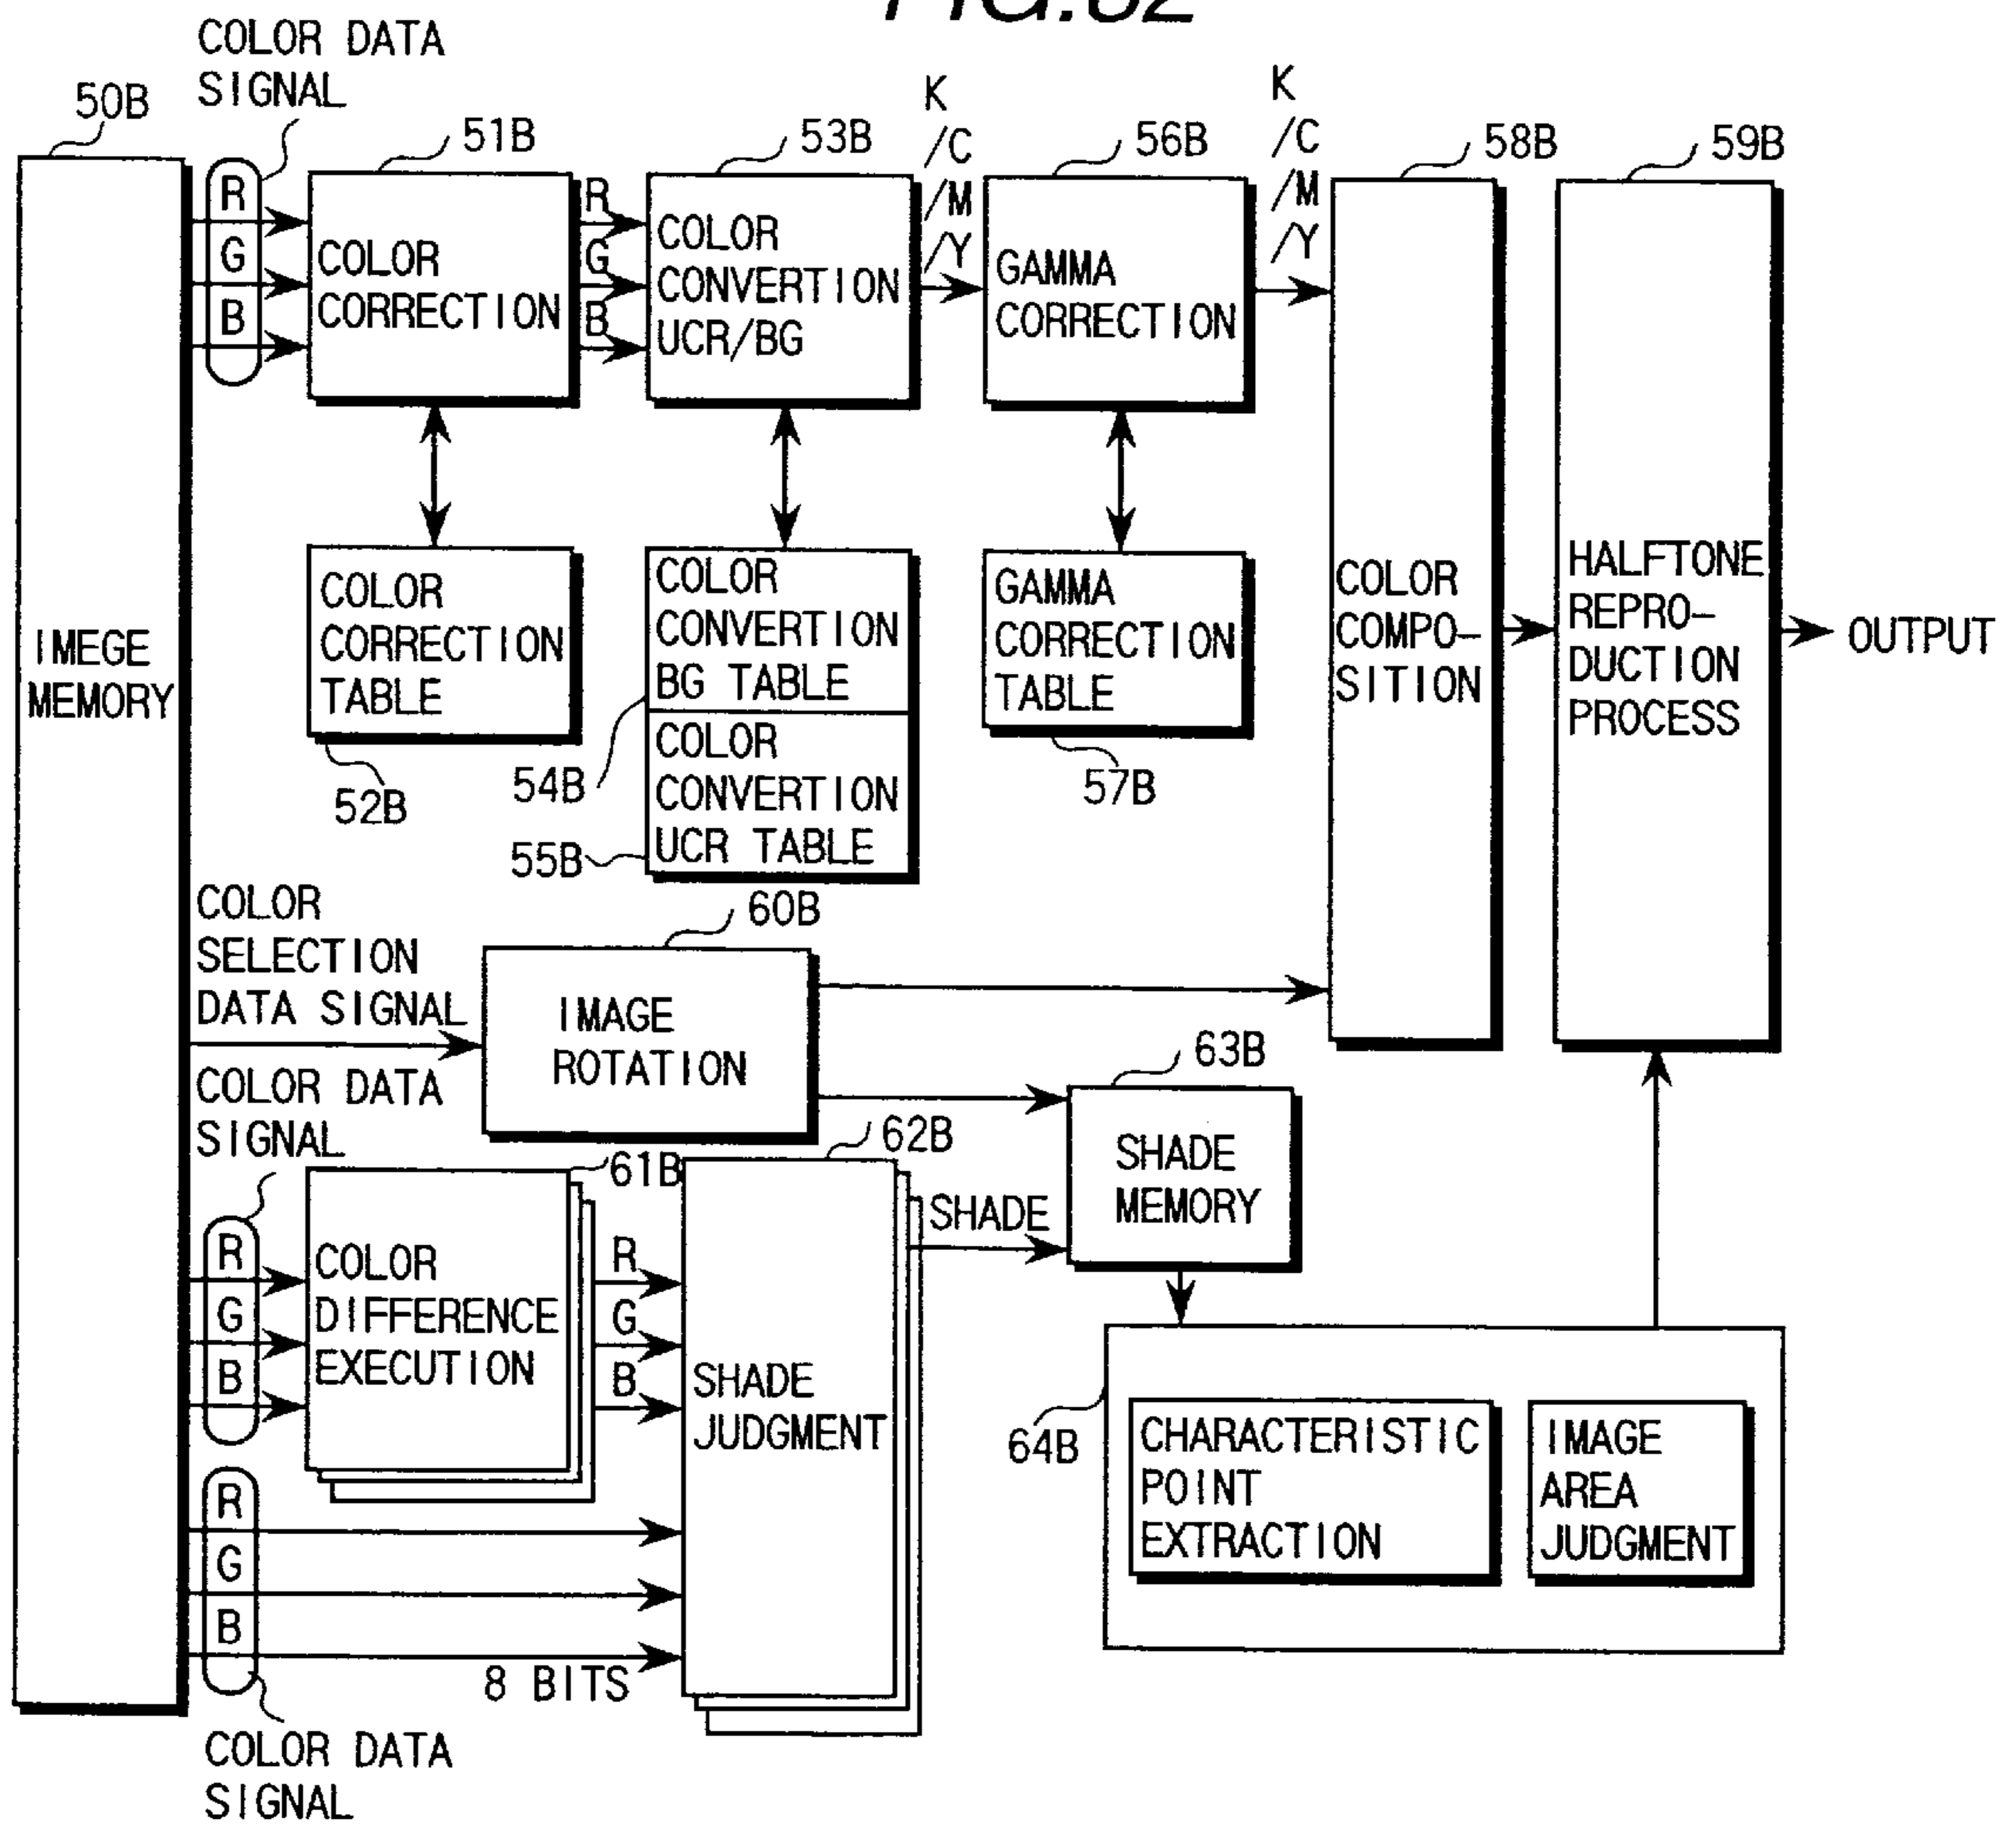 COLOR DATA
SIGNAL
50B
51B
53B
K
/C
/M
/Y
56B
K
/C
/M
/Y
58B
59B
R
G
B
COLOR
CORRECTION
R
G
B
COLOR
CONVERTION
UCR/BG
GAMMA
CORRECTION
IMEGE
MEMORY
COLOR
CORRECTION
TABLE
52B
COLOR
CONVERTION
BG TABLE
54B
COLOR
CONVERTION
UCR TABLE
55B
GAMMA
CORRECTION
TABLE
57B
COLOR
COMPO-
SITION
HALFTONE
REPRO-
DUCTION
PROCESS
OUTPUT
COLOR
SELECTION
DATA SIGNAL
60B
IMAGE
ROTATION
COLOR DATA
SIGNAL
61B
62B
63B
SHADE
MEMORY
SHADE
R
G
B
COLOR
DIFFERENCE
EXECUTION
R
G
B
SHADE
JUDGMENT
R
G
B
8 BITS
64B
CHARACTERISTIC
POINT
EXTRACTION
IMAGE
AREA
JUDGMENT
COLOR DATA
SIGNAL